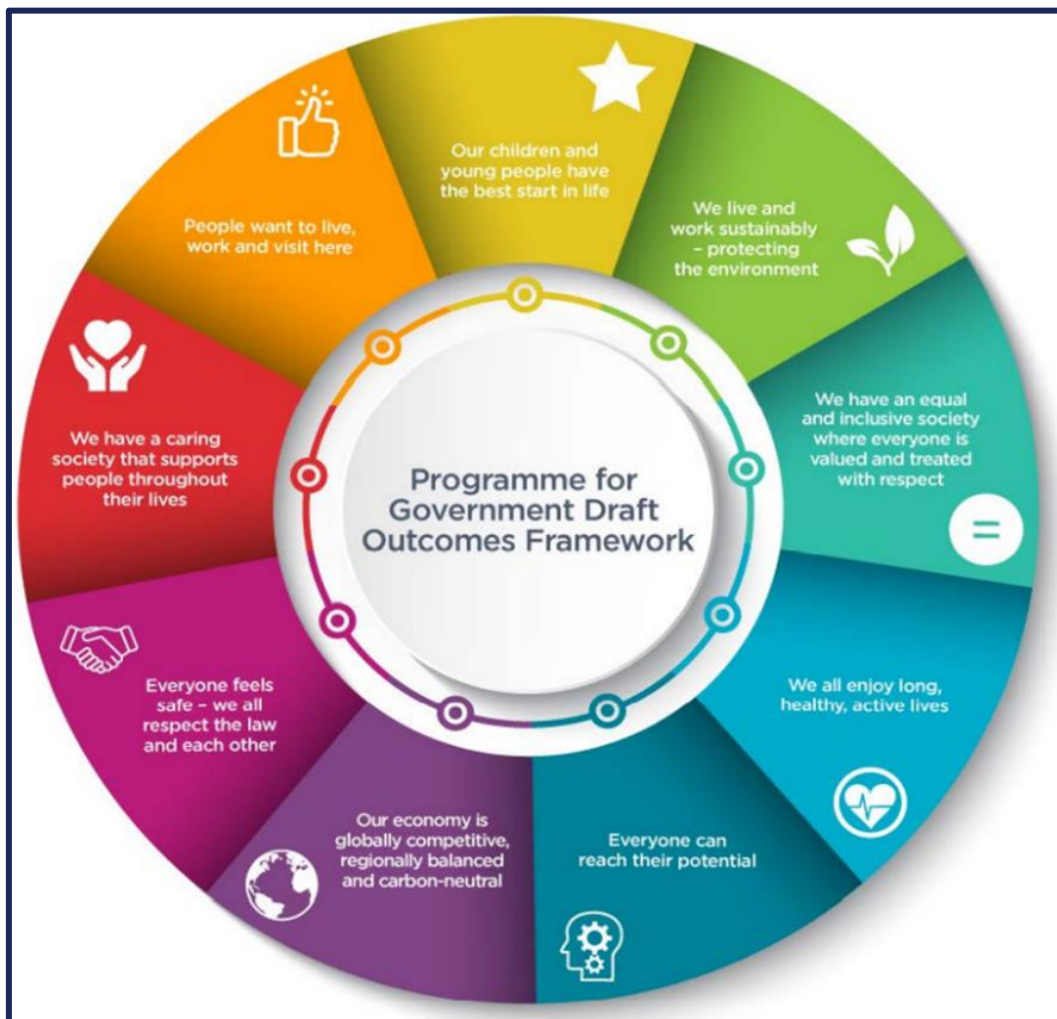 Our children and
young people have
the best start in life
We live and
work sustainably
– protecting
the environment
We have an equal
and inclusive society
where everyone is
valued and treated
with respect
=
We all enjoy long,
healthy, active lives
Everyone can
reach their potential
Our economy is
globally competitive,
regionally balanced
and carbon-neutral
Everyone feels
safe – we all
respect the law
and each other
We have a caring
society that supports
people throughout
their lives
People want to live,
work and visit here
Programme for
Government Draft
Outcomes Framework